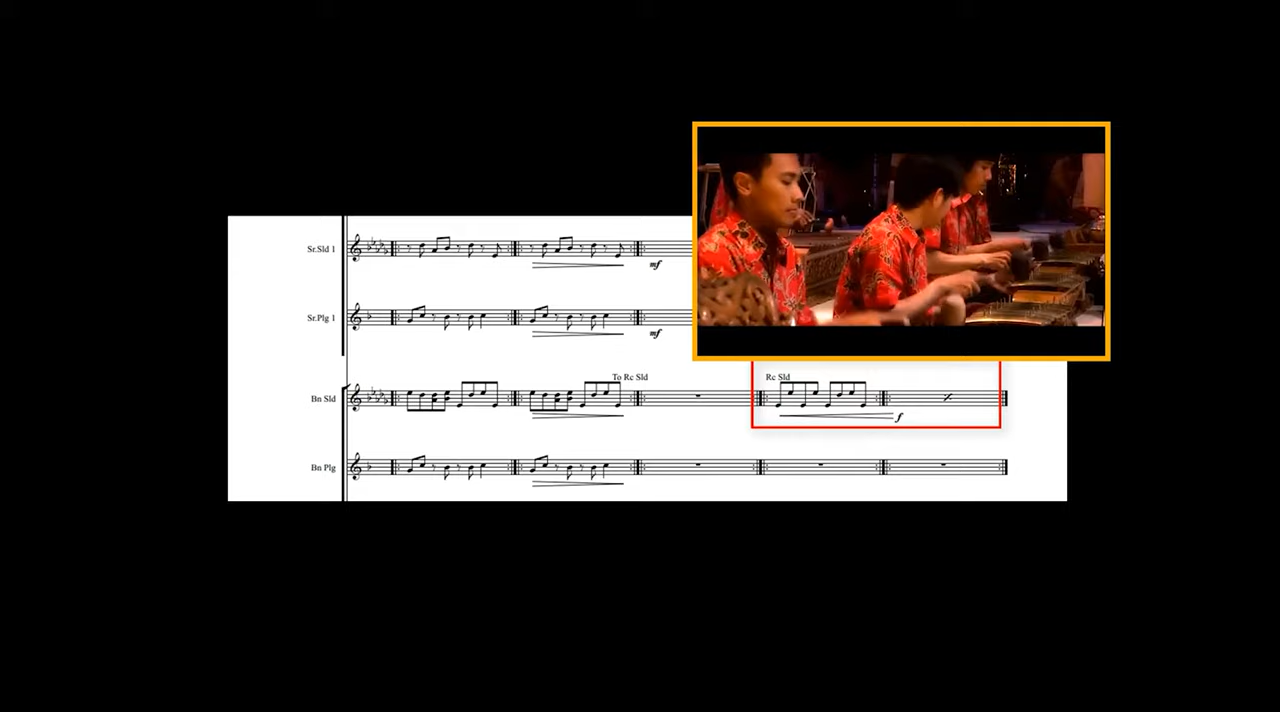 Sr.Sld 1
mf
Sr.Plg 1
mf
To Rc Sld
Rc Sld
Bn Sld
f
Bn Plg